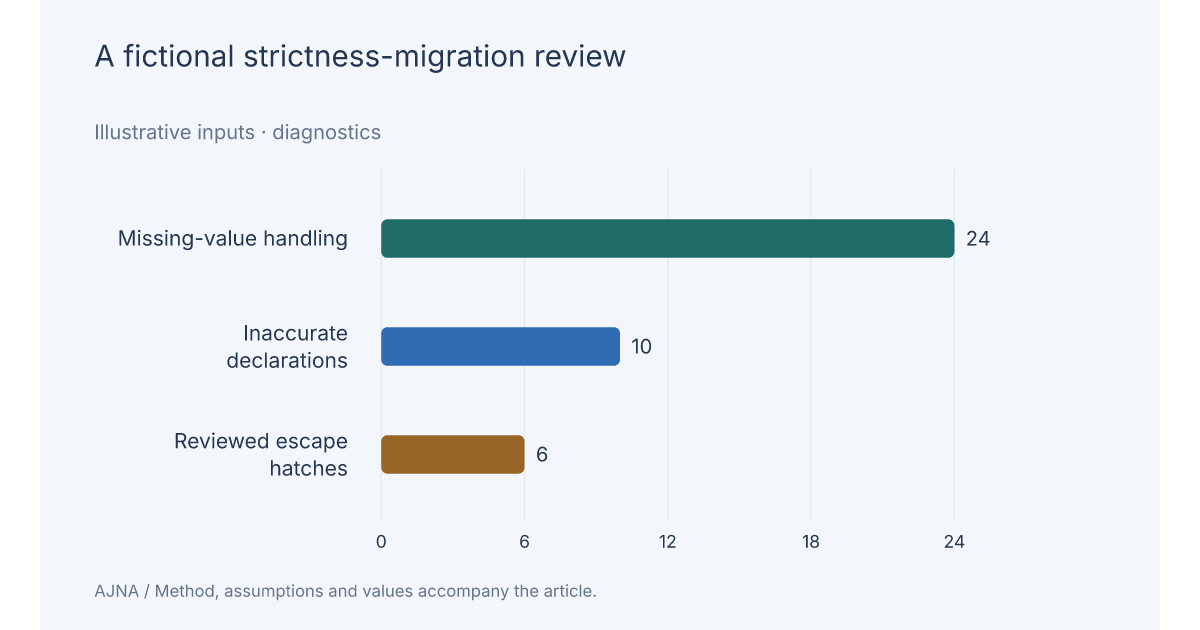 A fictional strictness-migration review
Illustrative inputs · diagnostics
Missing-value handling
24
Inaccurate
declarations
10
Reviewed escape
hatches
6
0 6 12 18 24
AJNA / Method, assumptions and values accompany the article.